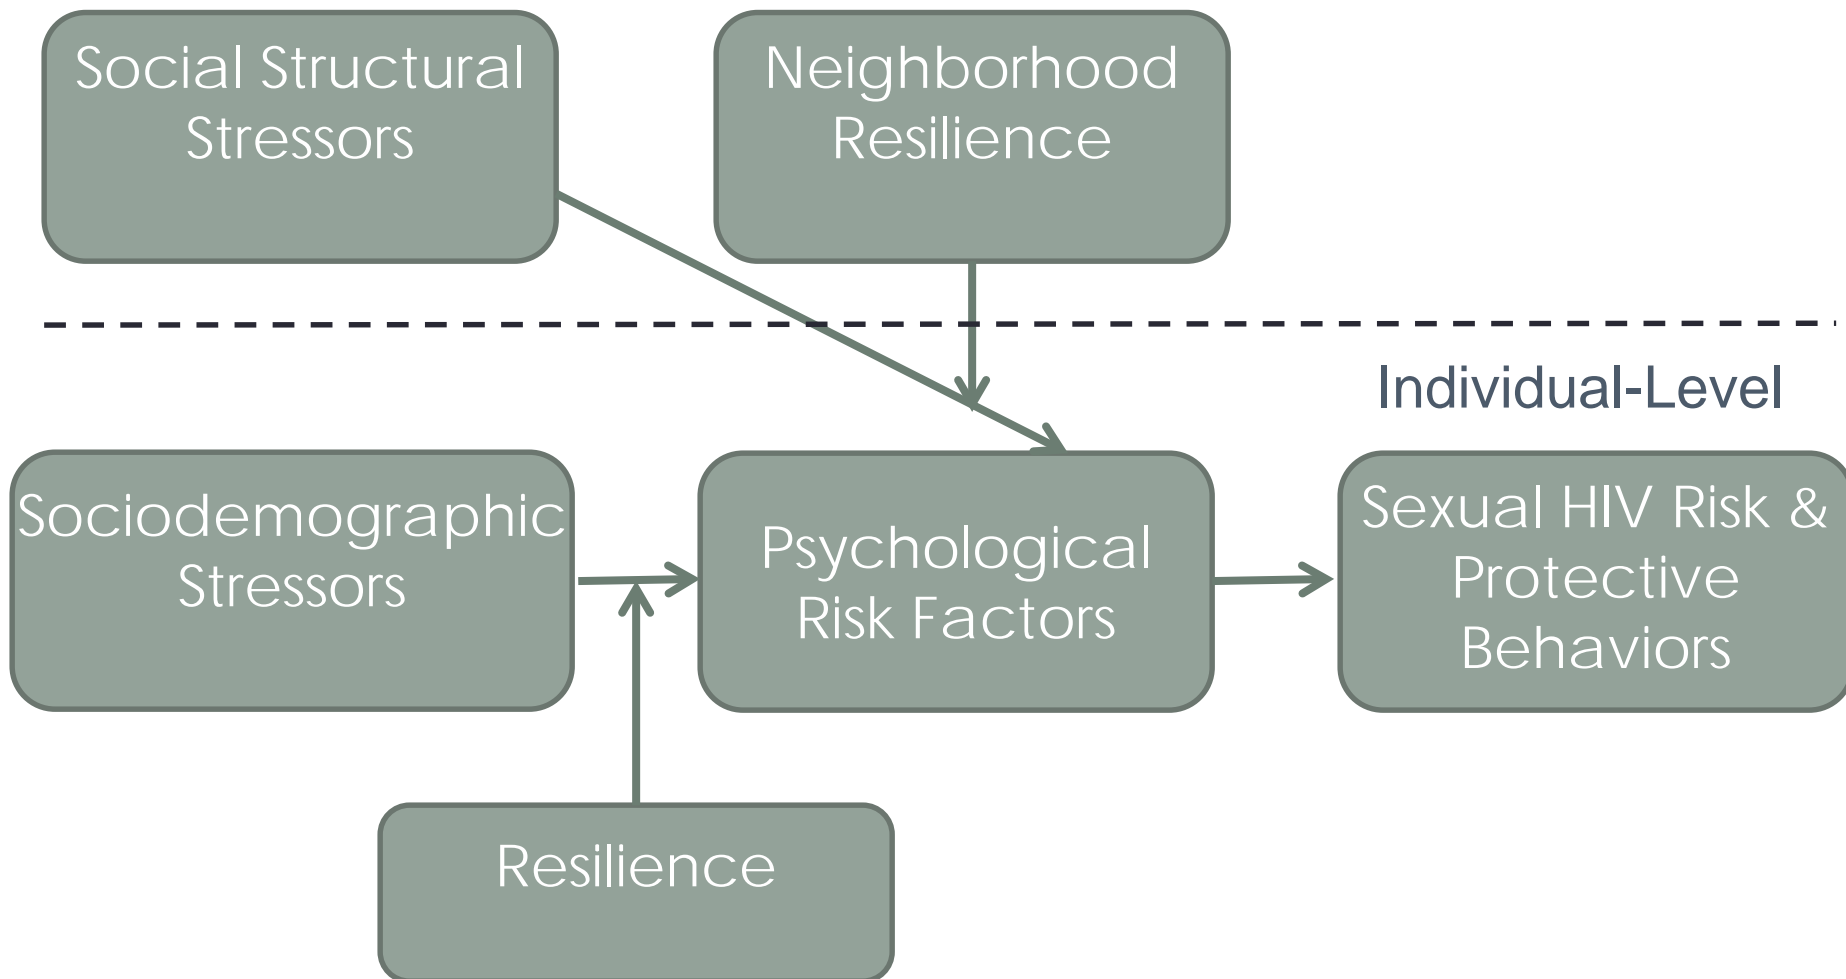 Social Structural
Stressors
Neighborhood
Resilience
Individual-Level
Sociodemographic
Stressors
Psychological
Risk Factors
Sexual HIV Risk &
Protective
Behaviors
Resilience